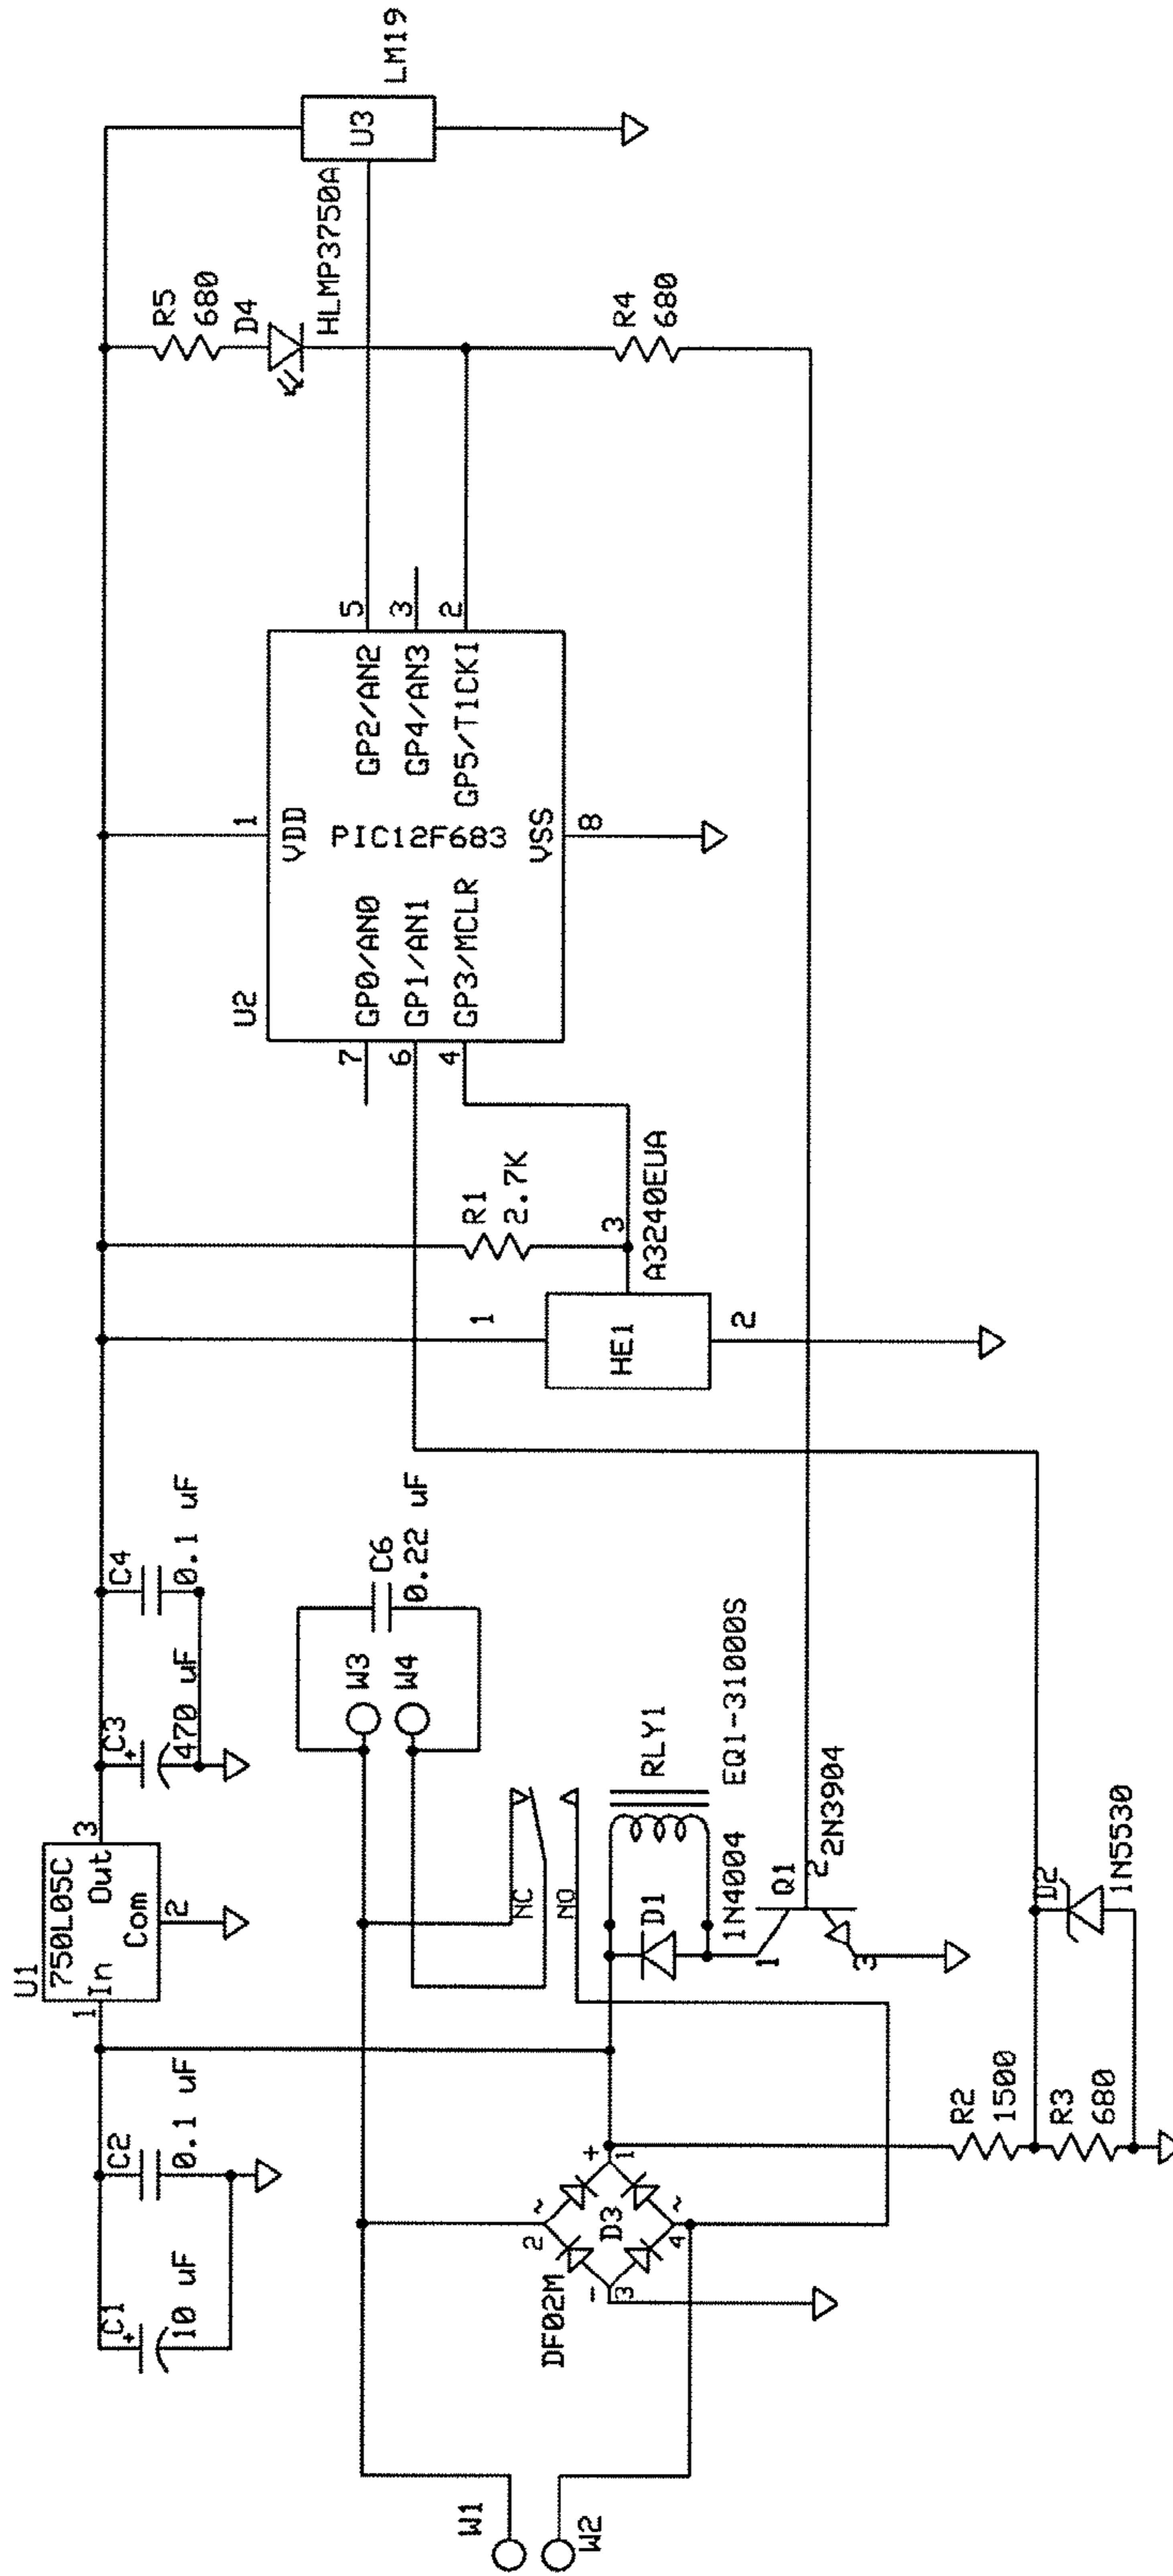 U1
750L05C
In
Out
Com
1
3
2
C1
+
10 uF
C2
0.1 uF
C3
+
470 uF
C4
0.1 uF
W3
W4
C6
0.22 uF
W1
W2
NC
NO
RLY1
EQ1-31000S
D1
1N4004
D3
DF02M
+
1
~
2
-
3
~
4
Q1
1
2
3
2N3904
R2
1500
R3
680
D2
1N5530
HE1
1
2
3
A3240EUA
R1
2.7K
U2
PIC12F683
VDD
1
VSS
8
7
GP0/AN0
6
GP1/AN1
4
GP3/MCLR
GP2/AN2
5
GP4/AN3
3
GP5/T1CKI
2
R5
680
D4
HLMP3750A
R4
680
U3
LM19